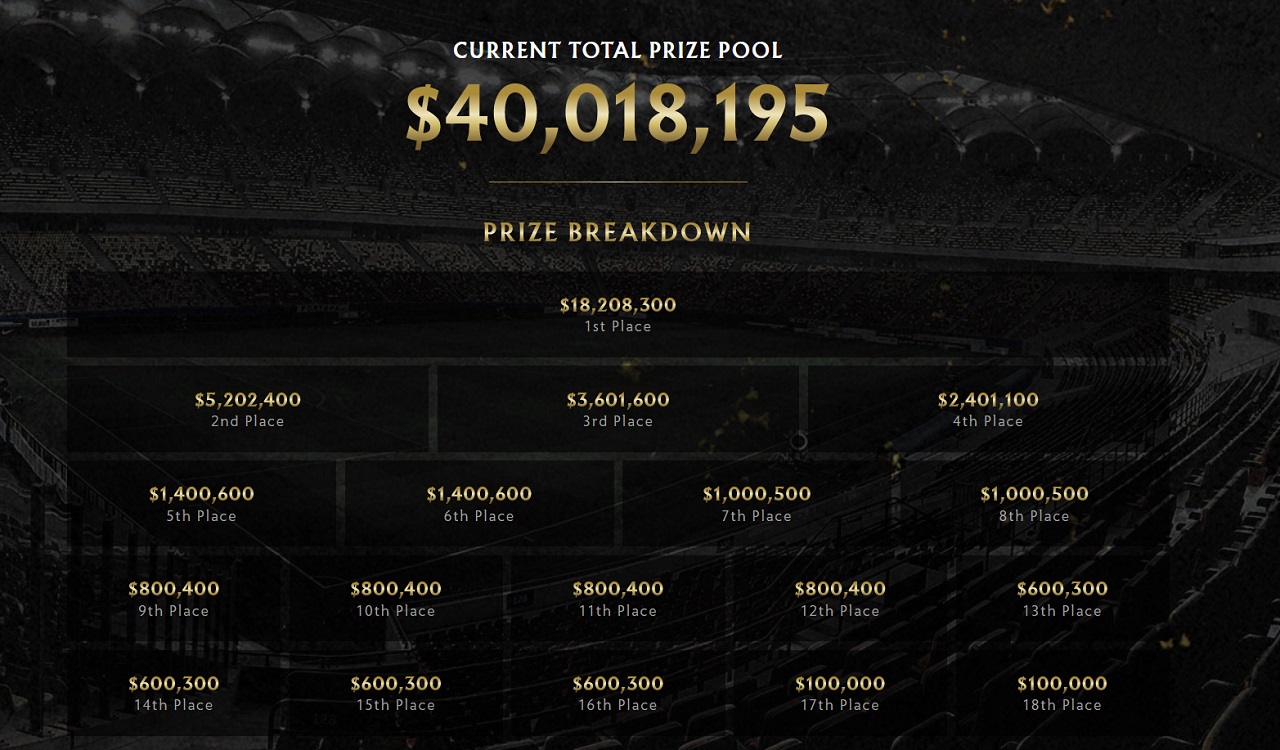 CURRENT TOTAL PRIZE POOL
$40,018,195
PRIZE BREAKDOWN
$18,208,300
1st Place
$5,202,400
2nd Place
$3,601,600
3rd Place
$2,401,100
4th Place
$1,400,600
5th Place
$1,400,600
6th Place
$1,000,500
7th Place
$1,000,500
8th Place
$800,400
9th Place
$800,400
10th Place
$800,400
11th Place
$800,400
12th Place
$600,300
13th Place
$600,300
14th Place
$600,300
15th Place
$600,300
16th Place
$100,000
17th Place
$100,000
18th Place